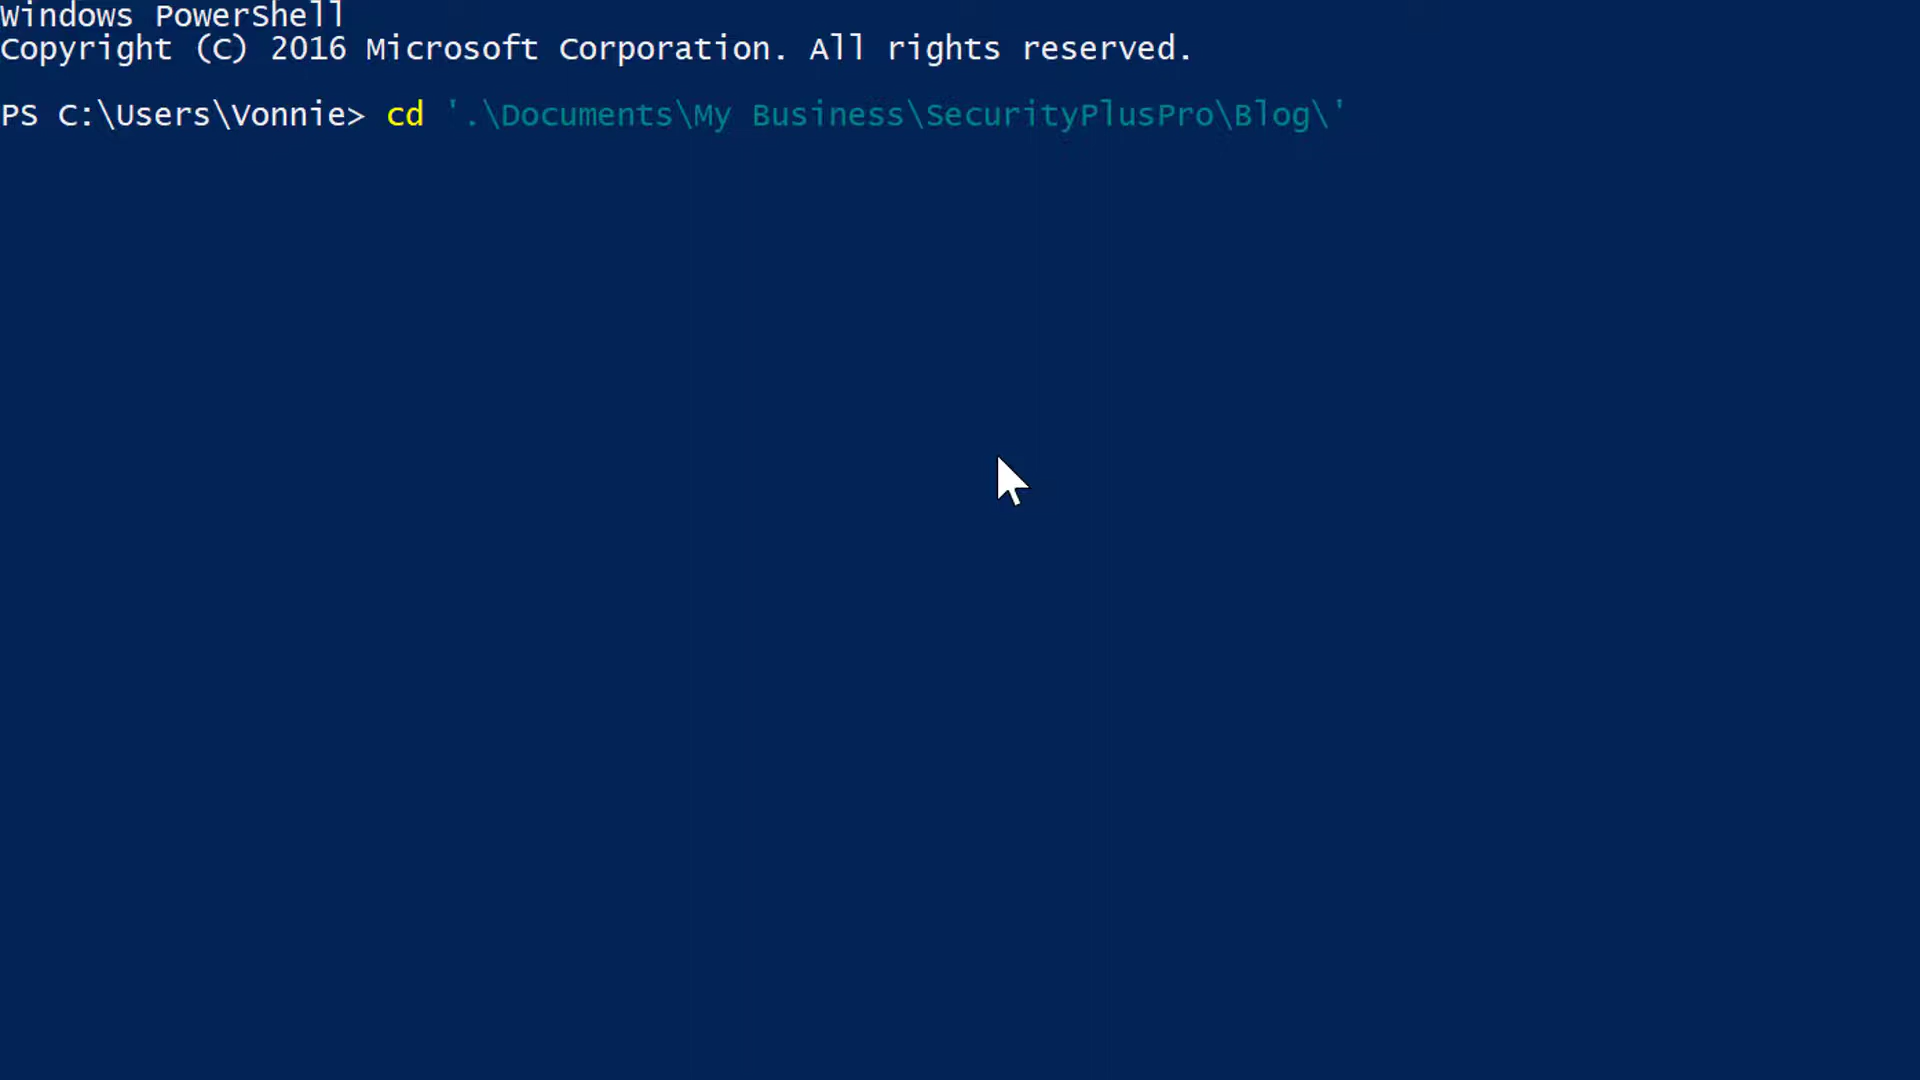 Windows PowerShell
Copyright (C) 2016 Microsoft Corporation. All rights reserved.
PS C:\Users\Vonnie> cd '.\Documents\My Business\SecurityPlusPro\Blog\'